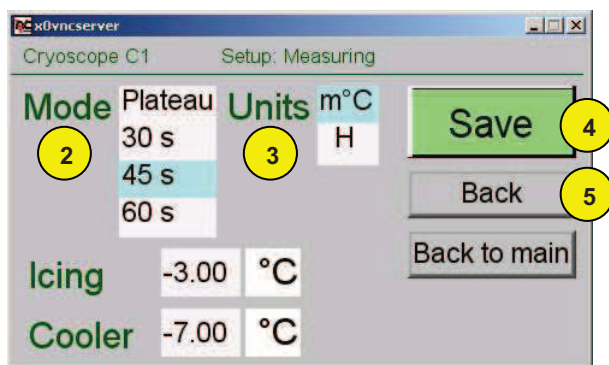 x0vncserver
Cryoscope C1 Setup: Measuring
Mode Plateau Units m°C Save 4
2 30 s 3 H
45 s Back 5
60 s
Back to main
Icing -3.00 °C
Cooler -7.00 °C